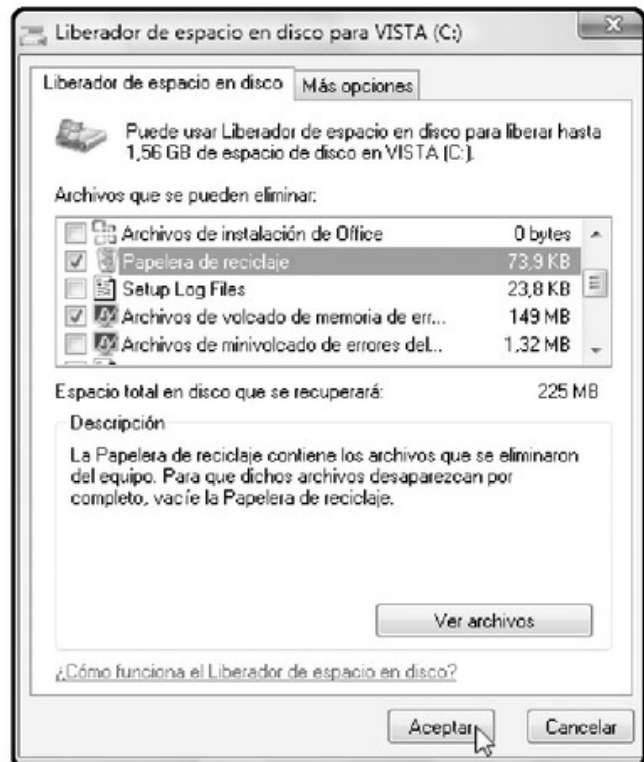 Liberador de espacio en disco para VISTA (C:)
Liberador de espacio en disco Más opciones
Puede usar Liberador de espacio en disco para liberar hasta
1,56 GB de espacio de disco en VISTA (C:).
Archivos que se pueden eliminar:
Archivos de instalación de Office 0 bytes
Papelera de reciclaje 73,9 KB
Setup Log Files 23,8 KB
Archivos de volcado de memoria de err... 149 MB
Archivos de minivolcado de errores del... 1,32 MB
Espacio total en disco que se recuperará: 225 MB
Descripción
La Papelera de reciclaje contiene los archivos que se eliminaron
del equipo. Para que dichos archivos desaparezcan por
completo, vacíe la Papelera de reciclaje.
Ver archivos
¿Cómo funciona el Liberador de espacio en disco?
Aceptar Cancelar